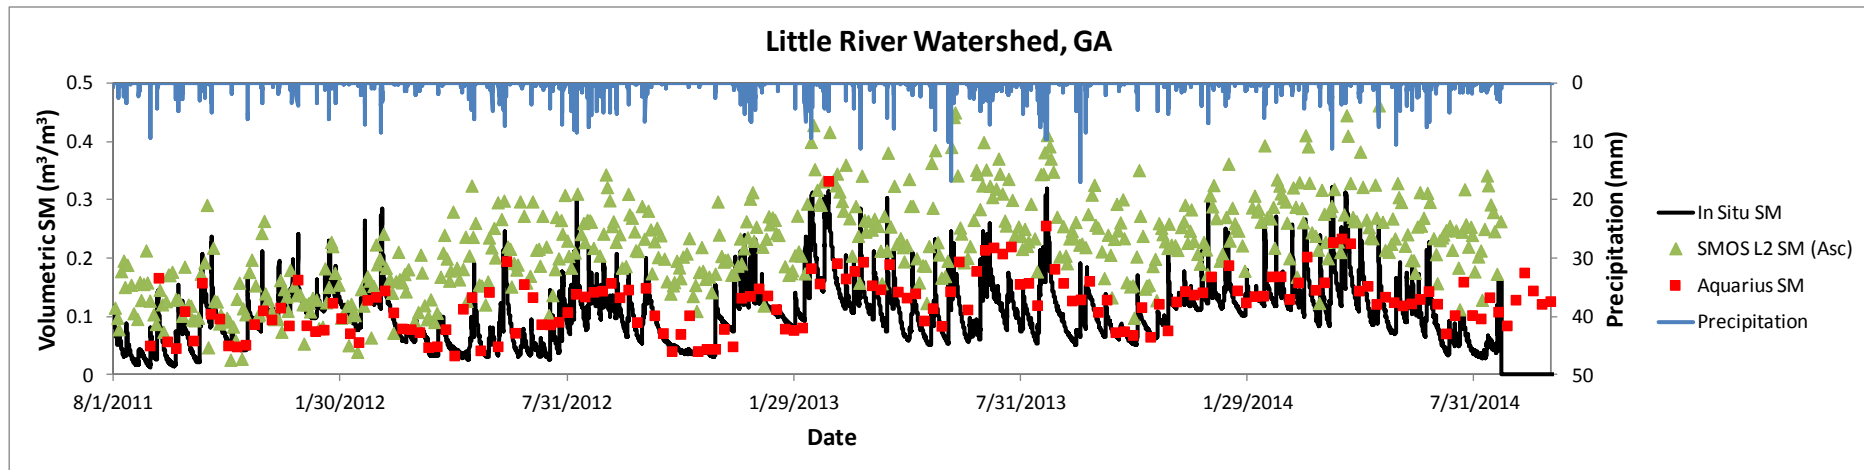 Little River Watershed, GA
Volumetric SM (m³/m³)
0.5
0.4
0.3
0.2
0.1
0
0
10
20
30
40
50
Precipitation (mm)
8/1/2011
1/30/2012
7/31/2012
1/29/2013
7/31/2013
1/29/2014
7/31/2014
Date
In Situ SM
SMOS L2 SM (Asc)
Aquarius SM
Precipitation